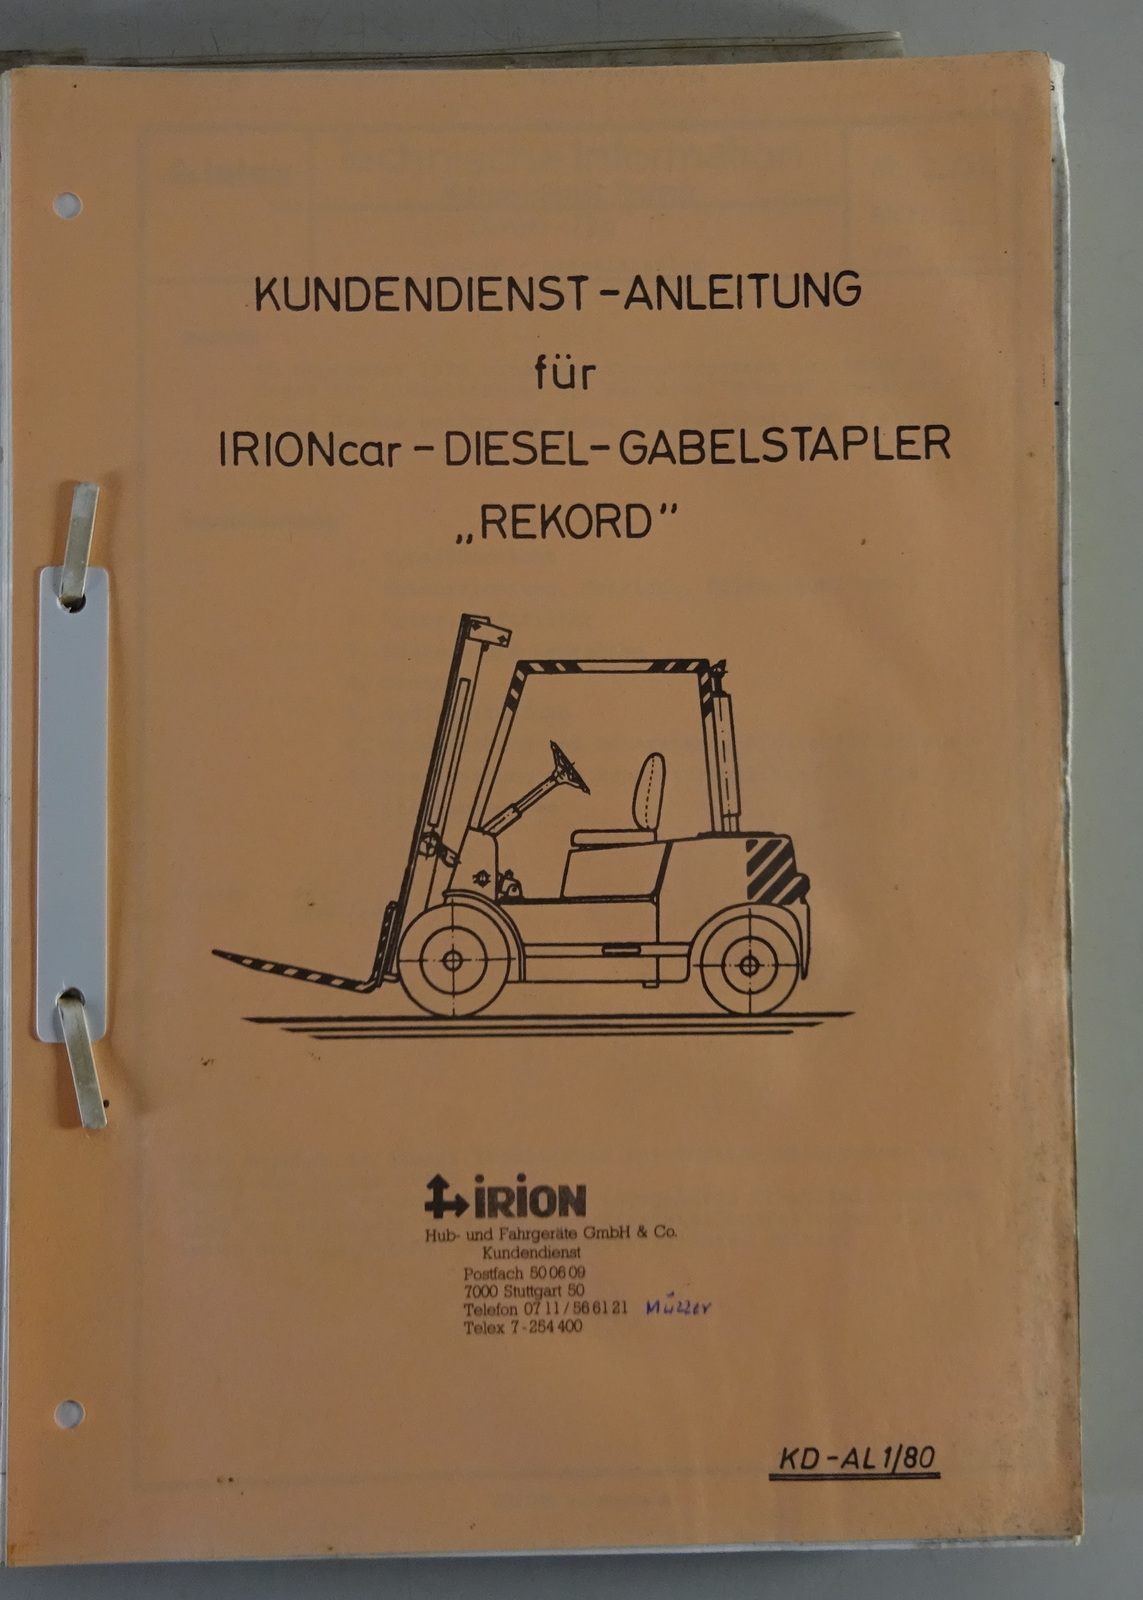 KUNDENDIENST-ANLEITUNG
für
IRIONcar-DIESEL-GABELSTAPLER
„REKORD”
iRiON
Hub- und Fahrgeräte GmbH & Co.
Kundendienst
Postfach 50 06 09
7000 Stuttgart 50
Telefon 07 11 / 56 61 21 Müller
Telex 7-254 400
KD-AL 1/80